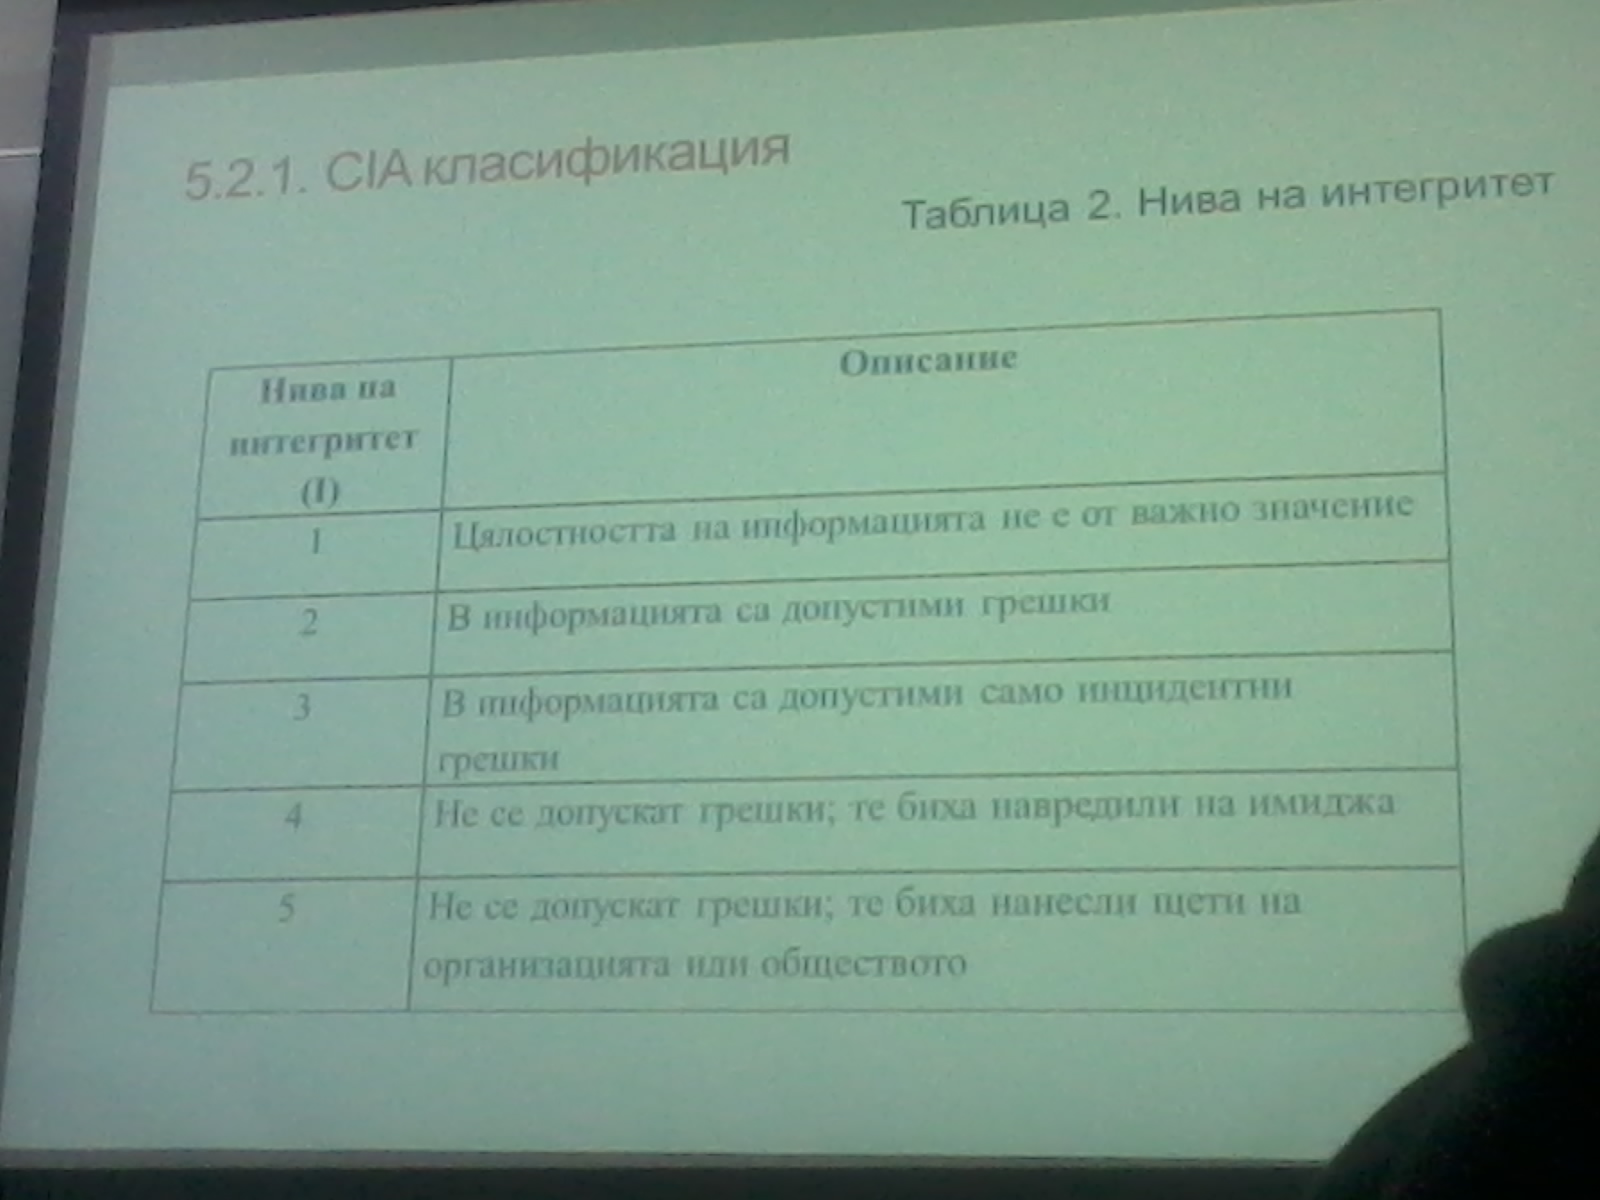 5.2.1. CIA класификация
Таблица 2. Нива на интегритет
Нива на
интегритет
(I)
Описание
1
Цялостността на информацията не е от важно значение
2
В информацията са допустими грешки
3
В информацията са допустими само инцидентни
грешки
4
Не се допускат грешки; те биха навредили на имиджа
5
Не се допускат грешки; те биха нанесли щети на
организацията или обществото